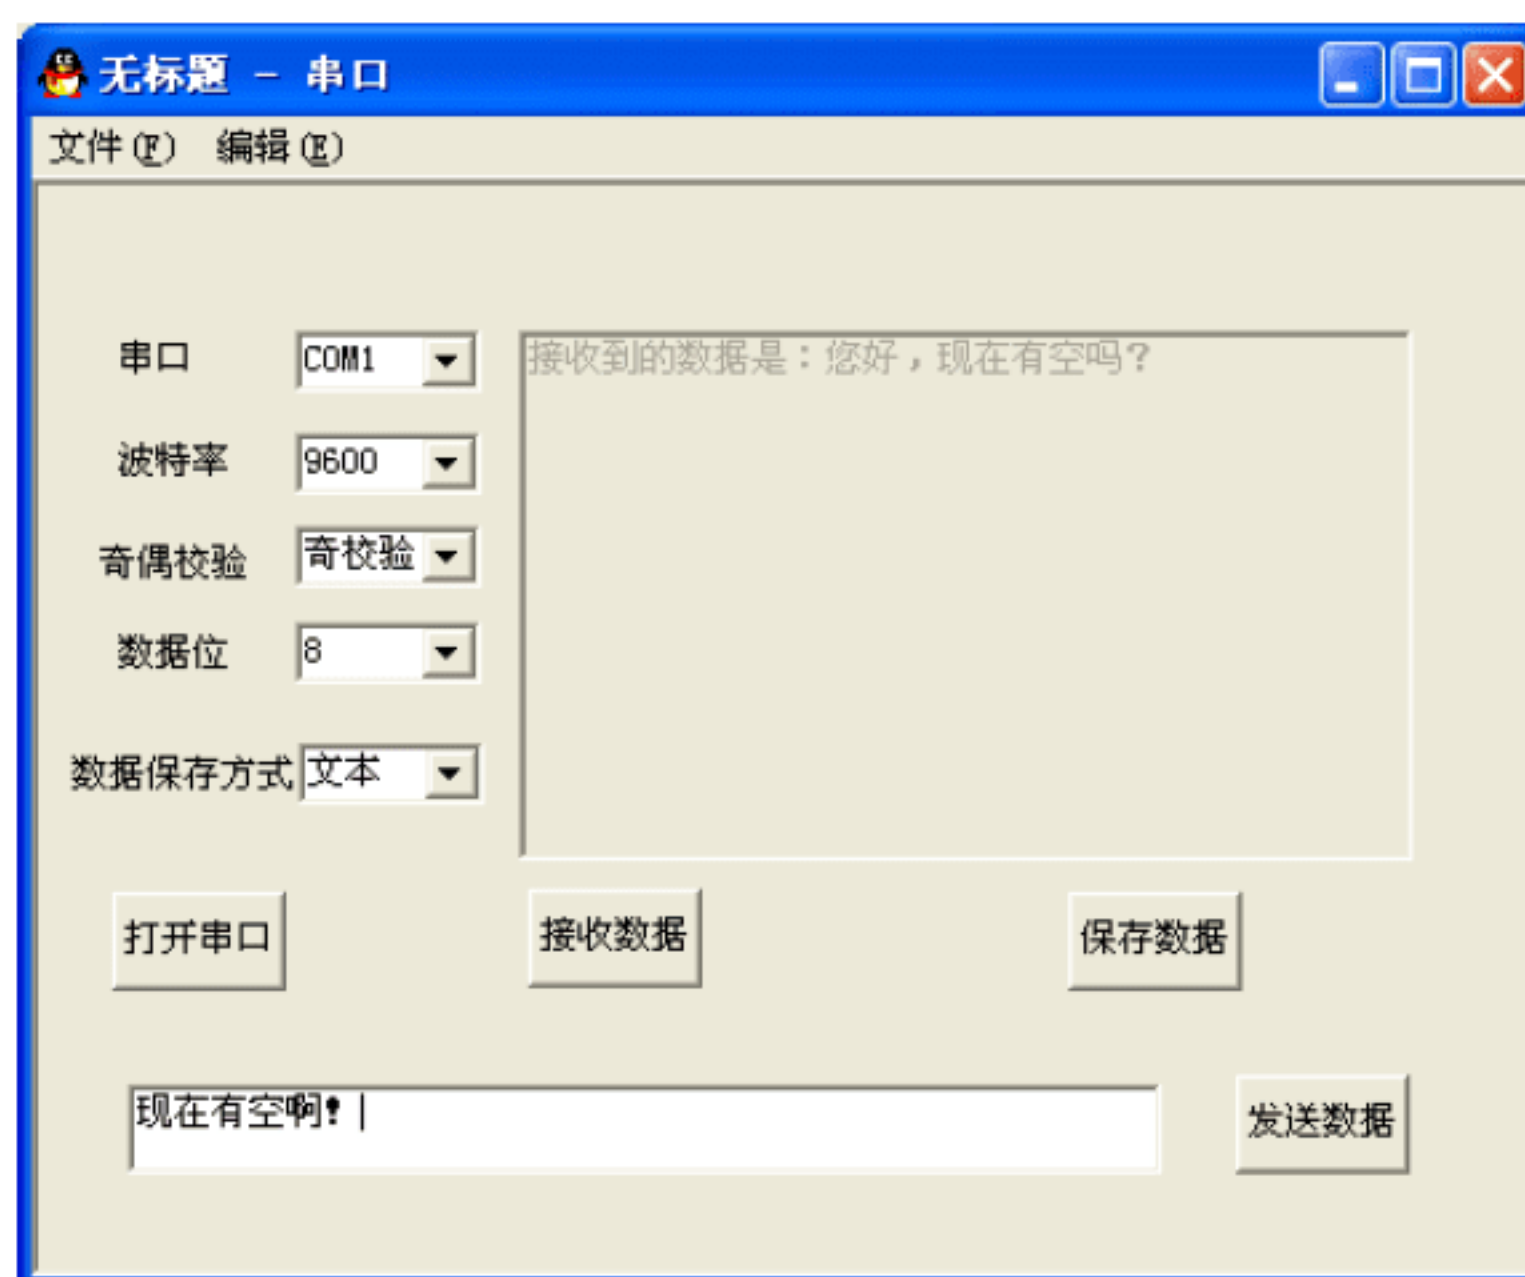 无标题 - 串口
文件(F) 编辑(E)
串口 COM1
接收到的数据是：您好，现在有空吗？
波特率 9600
奇偶校验 奇校验
数据位 8
数据保存方式 文本
打开串口 接收数据 保存数据
现在有空啊！
发送数据